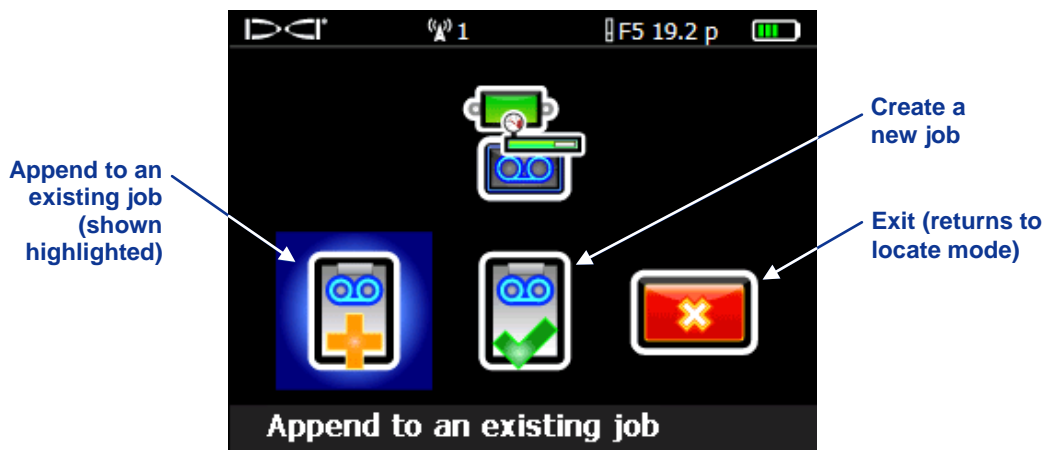 DCI
1
F5 19.2 p
Create a
new job
Append to an
existing job
(shown
highlighted)
Exit (returns to
locate mode)
Append to an existing job